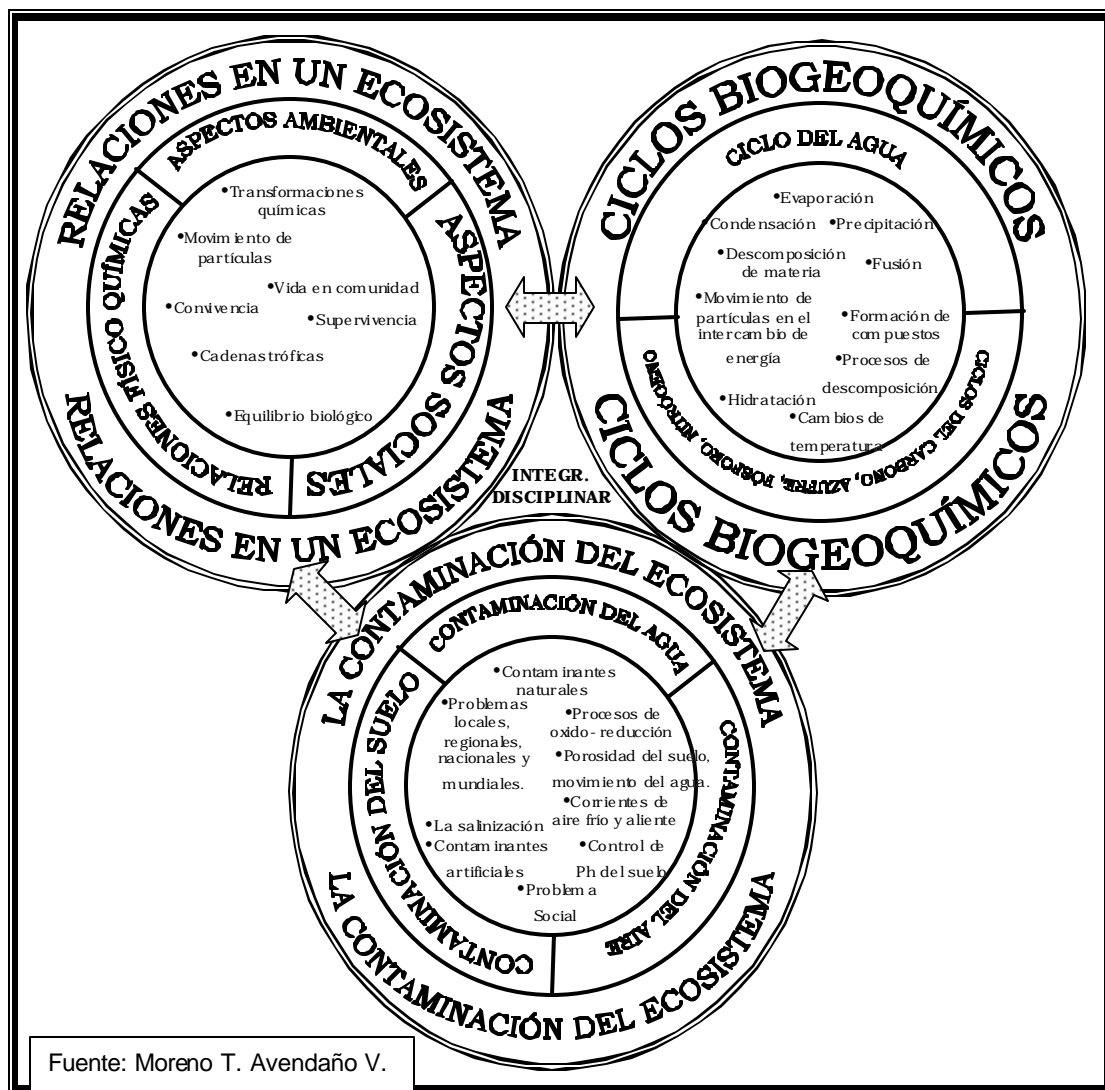 RELACIONES EN UN ECOSISTEMA
ASPECTOS AMBIENTALES
ASPECTOS SOCIALES
RELACIONES FÍSICO QUÍMICAS
•Transformaciones
químicas
•Movimiento de
partículas
•Vida en comunidad
•Convivencia
•Supervivencia
•Cadenas tróficas
•Equilibrio biológico
RELACIONES EN UN ECOSISTEMA
CICLOS BIOGEOQUÍMICOS
CICLO DEL AGUA
•Evaporación
•Condensación •Precipitación
•Descomposición
de materia
•Fusión
•Movimiento de
partículas en el
intercambio de
energía
•Formación de
compuestos
•Procesos de
descomposición
•Hidratación
•Cambios de
temperatura
CICLOS DEL CARBONO, AZUFRE, FÓSFORO, NITRÓGENO
CICLOS BIOGEOQUÍMICOS
INTEGR.
DISCIPLINAR
LA CONTAMINACIÓN DEL ECOSISTEMA
CONTAMINACIÓN DEL AGUA
CONTAMINACIÓN DEL SUELO
CONTAMINACIÓN DEL AIRE
•Contaminantes
naturales
•Problemas
locales,
regionales,
nacionales y
mundiales.
•Procesos de
oxido-reducción
•Porosidad del suelo,
movimiento del agua.
•Corrientes de
aire frío y aliente
•La salinización
•Contaminantes
artificiales
•Control de
Ph del suelo
•Problema
Social
LA CONTAMINACIÓN DEL ECOSISTEMA
Fuente: Moreno T. Avendaño V.